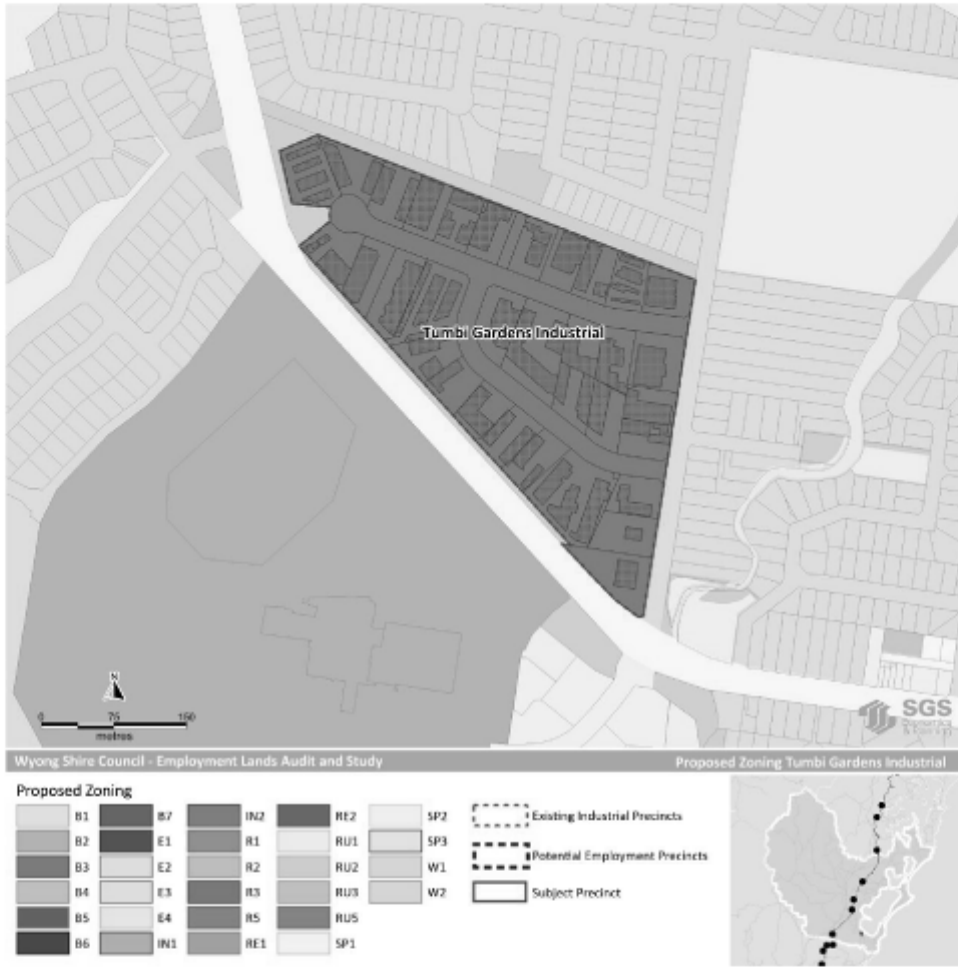 Tumbi Gardens Industrial
N
0 75 150
metres
SGS
Economics
& Planning
Wyong Shire Council - Employment Lands Audit and Study
Proposed Zoning Tumbi Gardens Industrial
Proposed Zoning
B1 B7 IN2 RE2 SP2
B2 E1 R1 RU1 SP3
B3 E2 R2 RU2 W1
B4 E3 R3 RU3 W2
B5 E4 R5 RU5
B6 IN1 RE1 SP1
Existing Industrial Precincts
Potential Employment Precincts
Subject Precinct